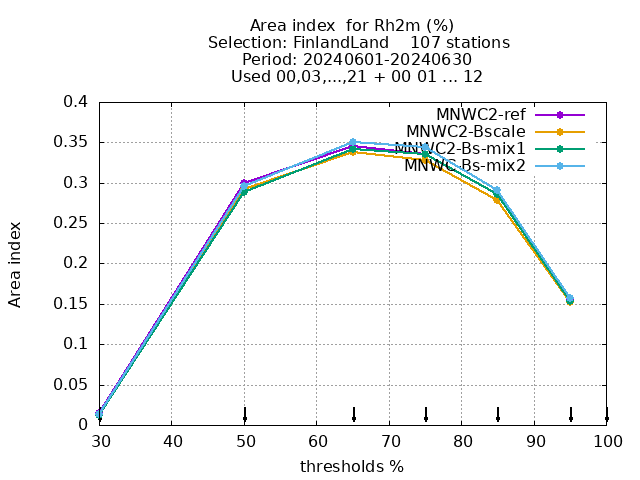 Area index  for Rh2m (%)
Selection: FinlandLand    107 stations
Period: 20240601-20240630
Used 00,03,...,21 + 00 01 ... 12
MNWC2-ref
MNWC2-Bscale
MNWC2-Bs-mix1
MNWC Bs-mix2
0.4
0.35
0.3
0.25
0.2
0.15
0.1
0.05
0
30 40 50 60 70 80 90 100
Area index
thresholds %